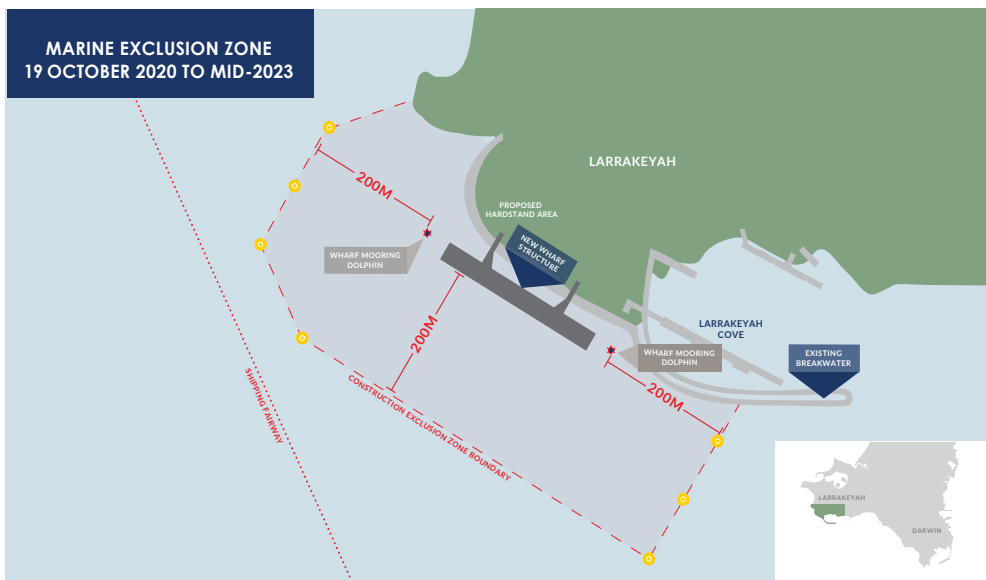 MARINE EXCLUSION ZONE
19 OCTOBER 2020 TO MID-2023
LARRAKEYAH
200M
PROPOSED
HARDSTAND AREA
NEW WHARF
STRUCTURE
WHARF MOORING
DOLPHIN
200M
LARRAKEYAH
COVE
WHARF MOORING
DOLPHIN
EXISTING
BREAKWATER
200M
SHIPPING FAIRWAY
CONSTRUCTION EXCLUSION ZONE BOUNDARY
LARRAKEYAH
DARWIN